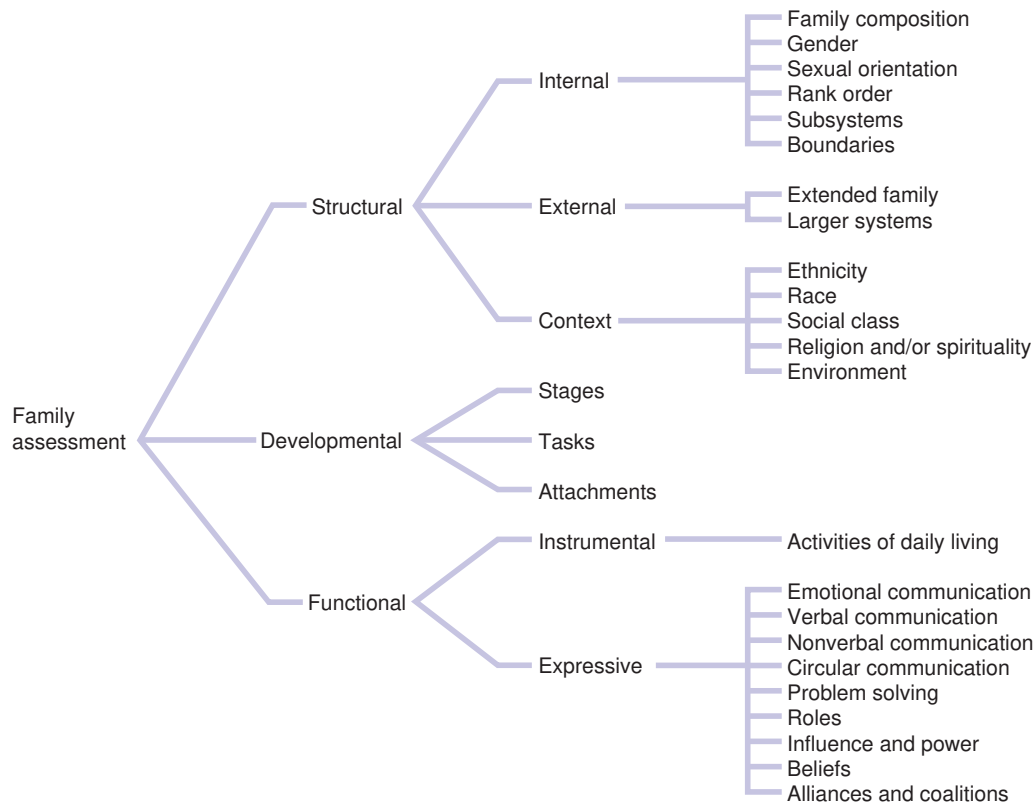 Family composition
Gender
Sexual orientation
Rank order
Subsystems
Boundaries
Internal
Structural
External
Extended family
Larger systems
Context
Ethnicity
Race
Social class
Religion and/or spirituality
Environment
Family
assessment
Developmental
Stages
Tasks
Attachments
Functional
Instrumental
Activities of daily living
Expressive
Emotional communication
Verbal communication
Nonverbal communication
Circular communication
Problem solving
Roles
Influence and power
Beliefs
Alliances and coalitions